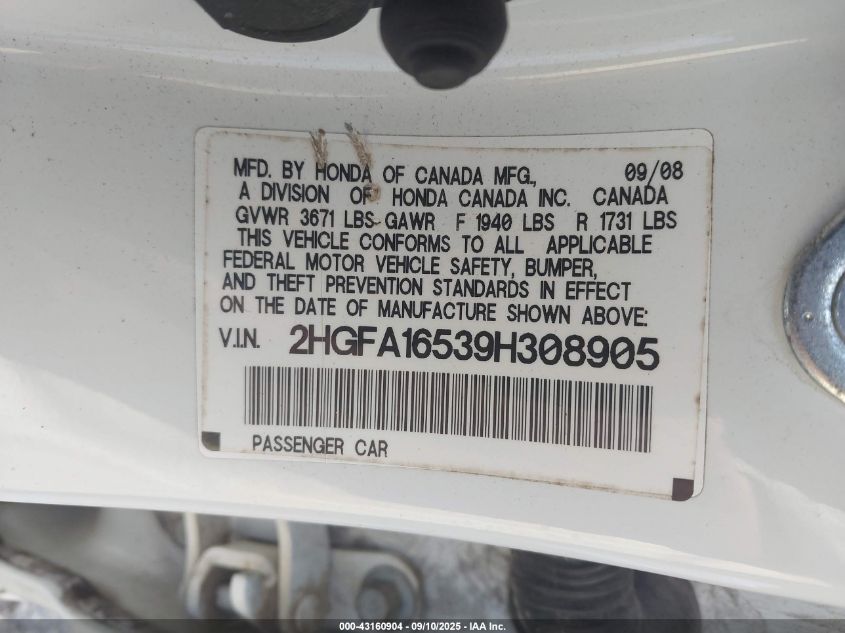 MFD. BY HONDA OF CANADA MFG., 09/08
A DIVISION OF HONDA CANADA INC. CANADA
GVWR 3671 LBS GAWR F 1940 LBS R 1731 LBS
THIS VEHICLE CONFORMS TO ALL APPLICABLE
FEDERAL MOTOR VEHICLE SAFETY, BUMPER,
AND THEFT PREVENTION STANDARDS IN EFFECT
ON THE DATE OF MANUFACTURE SHOWN ABOVE:
V.I.N. 2HGFA16539H308905
PASSENGER CAR
000-43160904 - 09/10/2025 - IAA Inc.